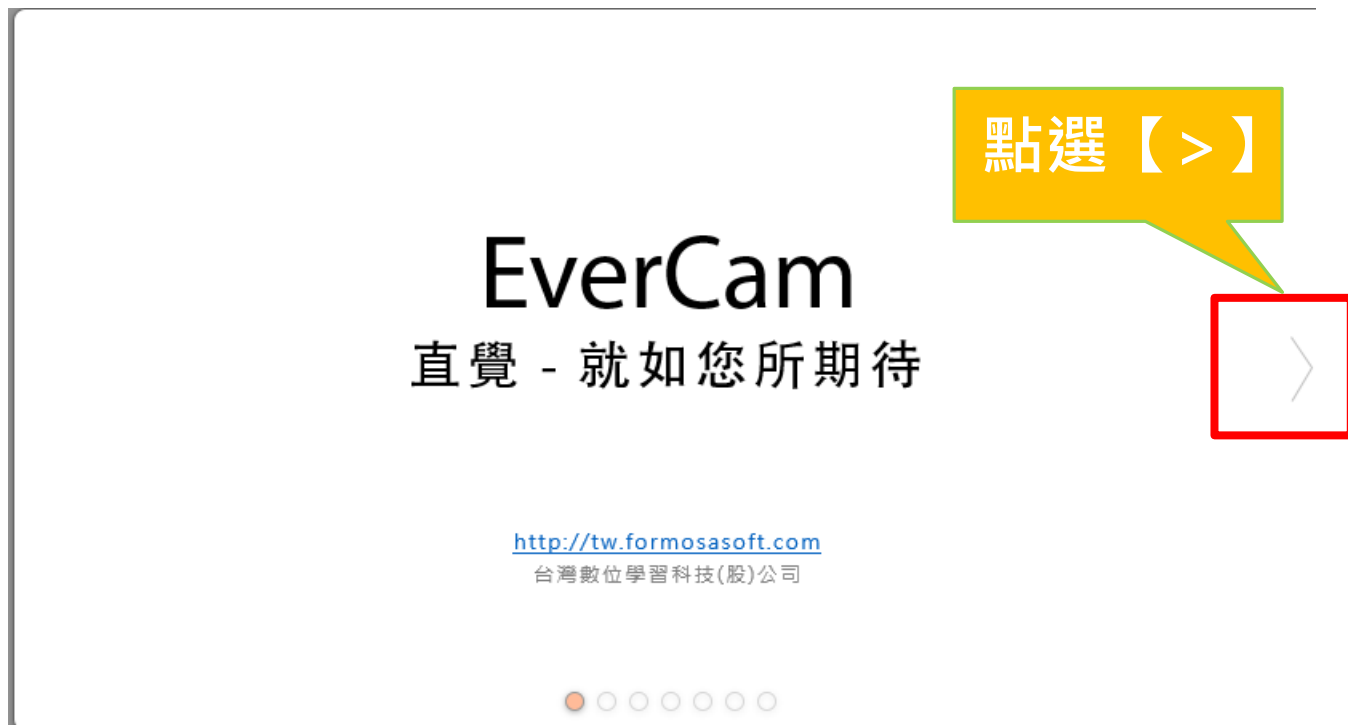 點選【 > 】
EverCam
直覺 - 就如您所期待
http://tw.formosasoft.com
台灣數位學習科技(股)公司